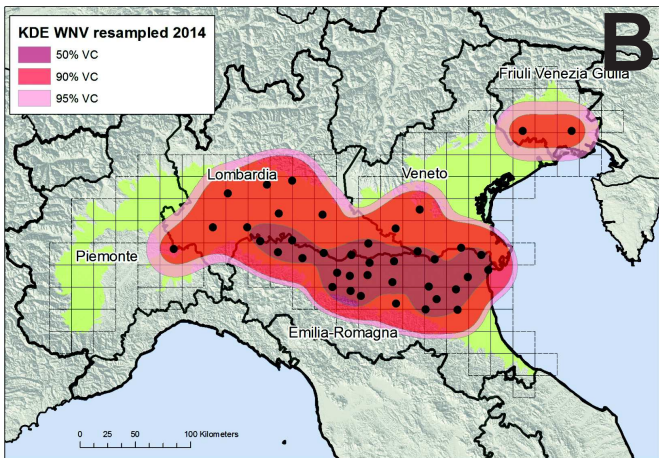 B
KDE WNV resampled 2014
50% VC
90% VC
95% VC
Friuli Venezia Giulia
Lombardia
Veneto
Piemonte
Emilia-Romagna
0 25 50 100 Kilometers